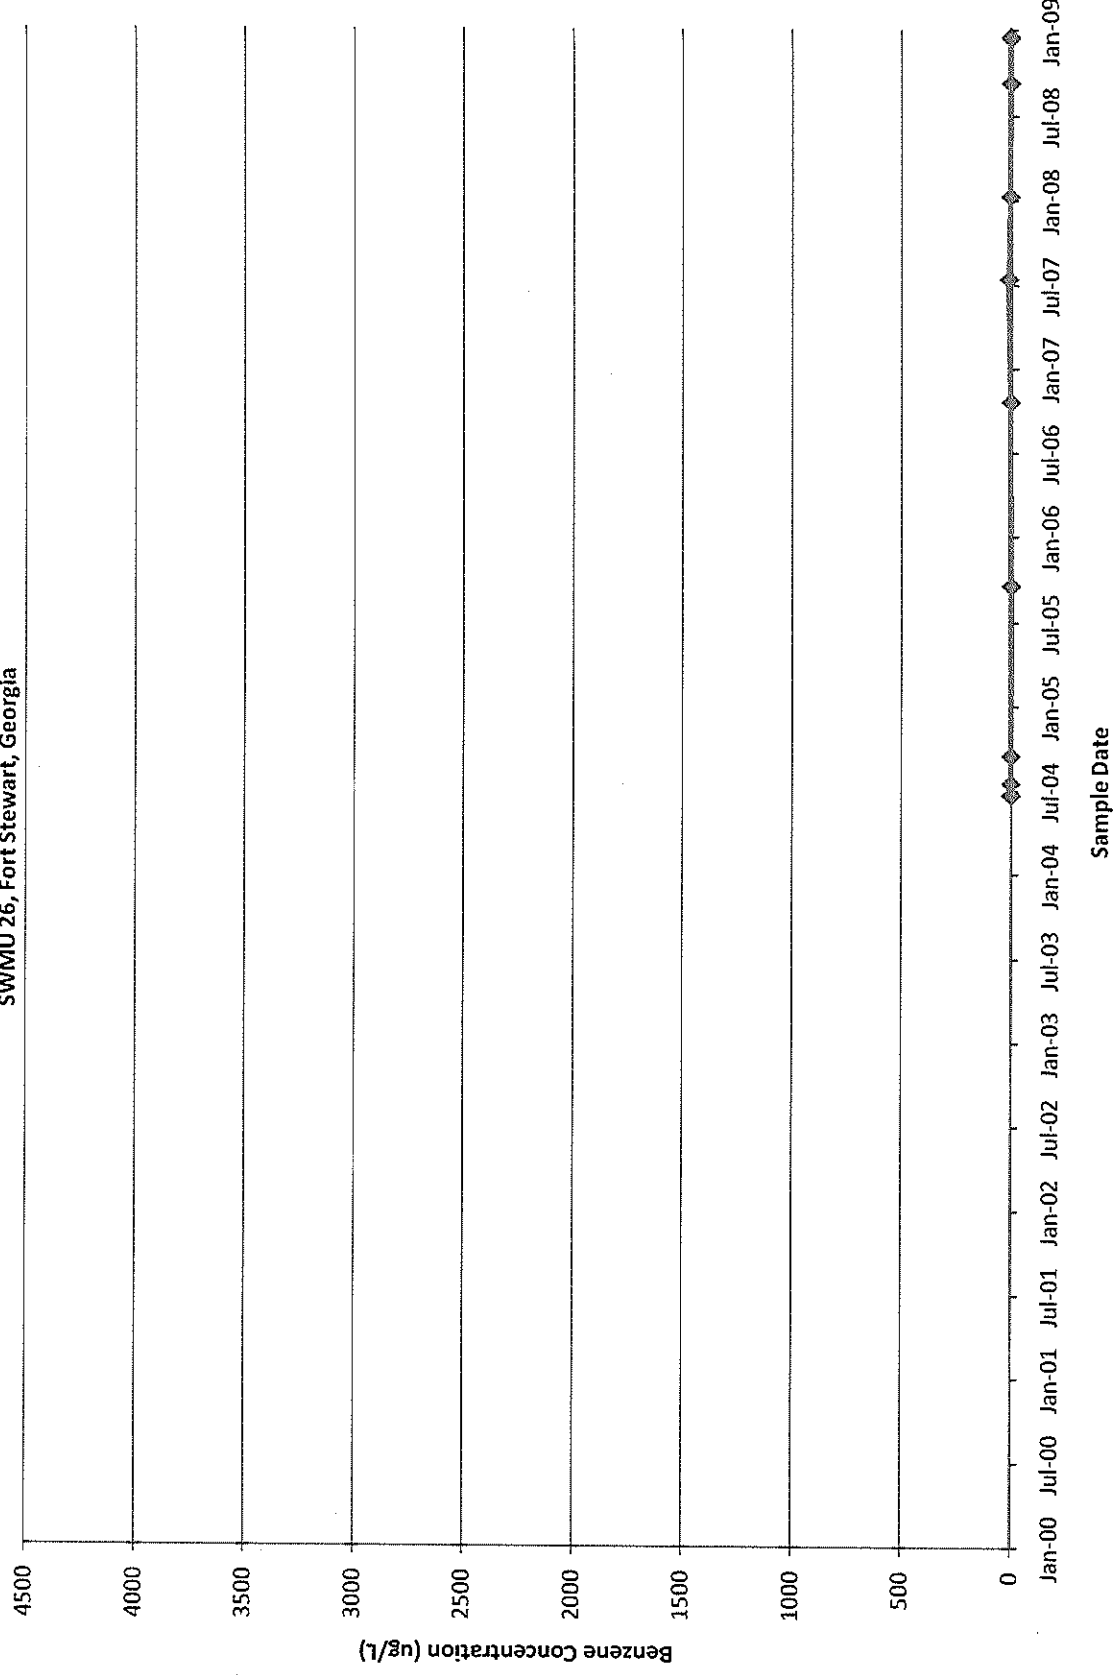 SWMU 26, Fort Stewart, Georgia
Benzene Concentration (ug/L)
4500
4000
3500
3000
2500
2000
1500
1000
500
0
Jan-00 Jul-00 Jan-01 Jul-01 Jan-02 Jul-02 Jan-03 Jul-03 Jan-04 Jul-04 Jan-05 Jul-05 Jan-06 Jul-06 Jan-07 Jul-07 Jan-08 Jul-08 Jan-09
Sample Date